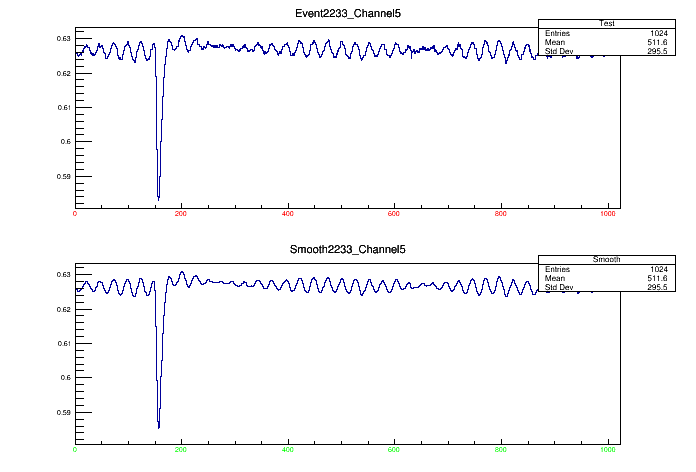 Event2233_Channel5
Test
Entries 1024
Mean 511.6
Std Dev 295.5
0.63
0.62
0.61
0.6
0.59
0 200 400 600 800 1000
Smooth2233_Channel5
Smooth
Entries 1024
Mean 511.6
Std Dev 295.5
0.63
0.62
0.61
0.6
0.59
0 200 400 600 800 1000